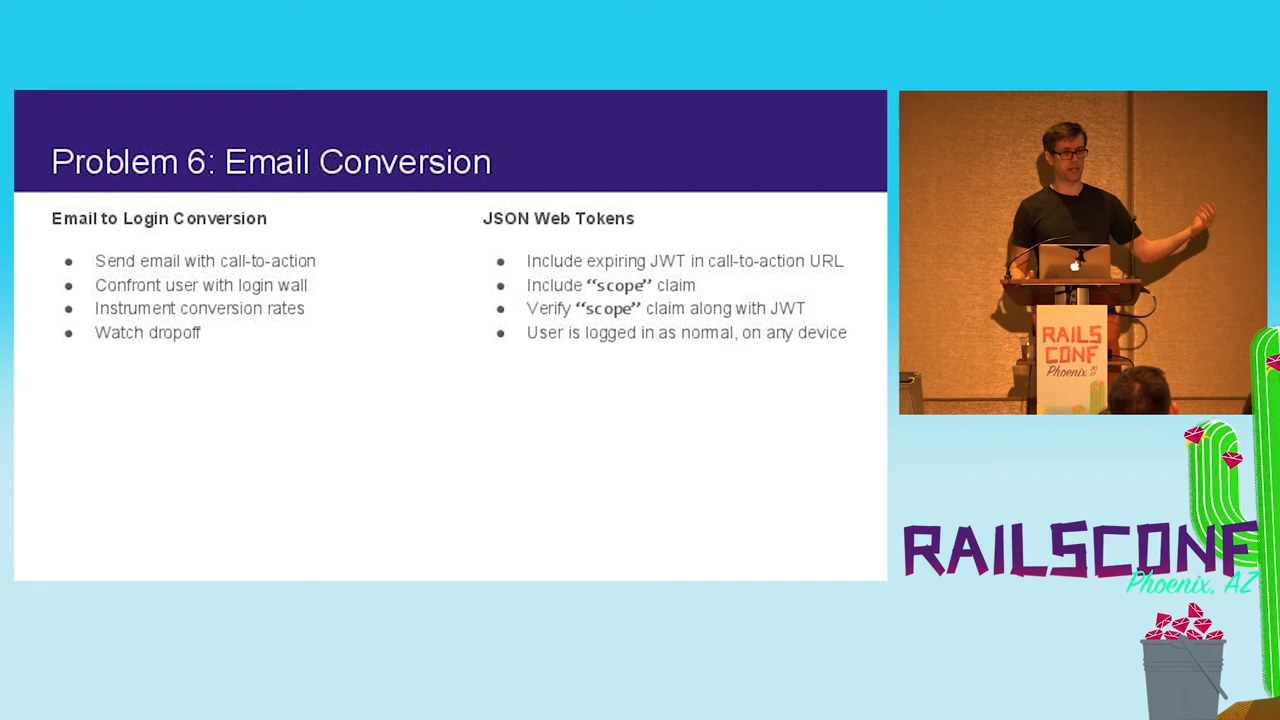 Problem 6: Email Conversion
Email to Login Conversion
● Send email with call-to-action
● Confront user with login wall
● Instrument conversion rates
● Watch dropoff
JSON Web Tokens
● Include expiring JWT in call-to-action URL
● Include “scope” claim
● Verify “scope” claim along with JWT
● User is logged in as normal, on any device
RAILS
CONF
Phoenix 20
17
RAILSCONF
Phoenix, AZ